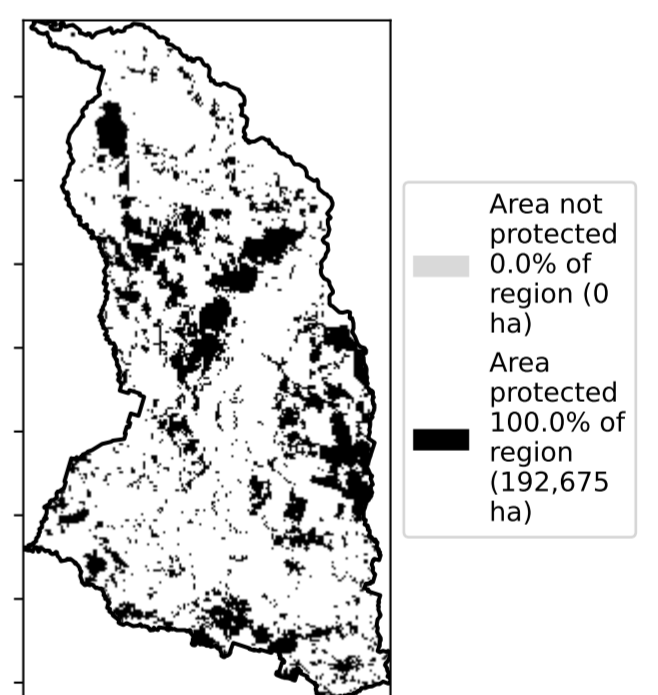 Area not
protected
0.0% of
region (0
ha)
Area
protected
100.0% of
region
(192,675
ha)